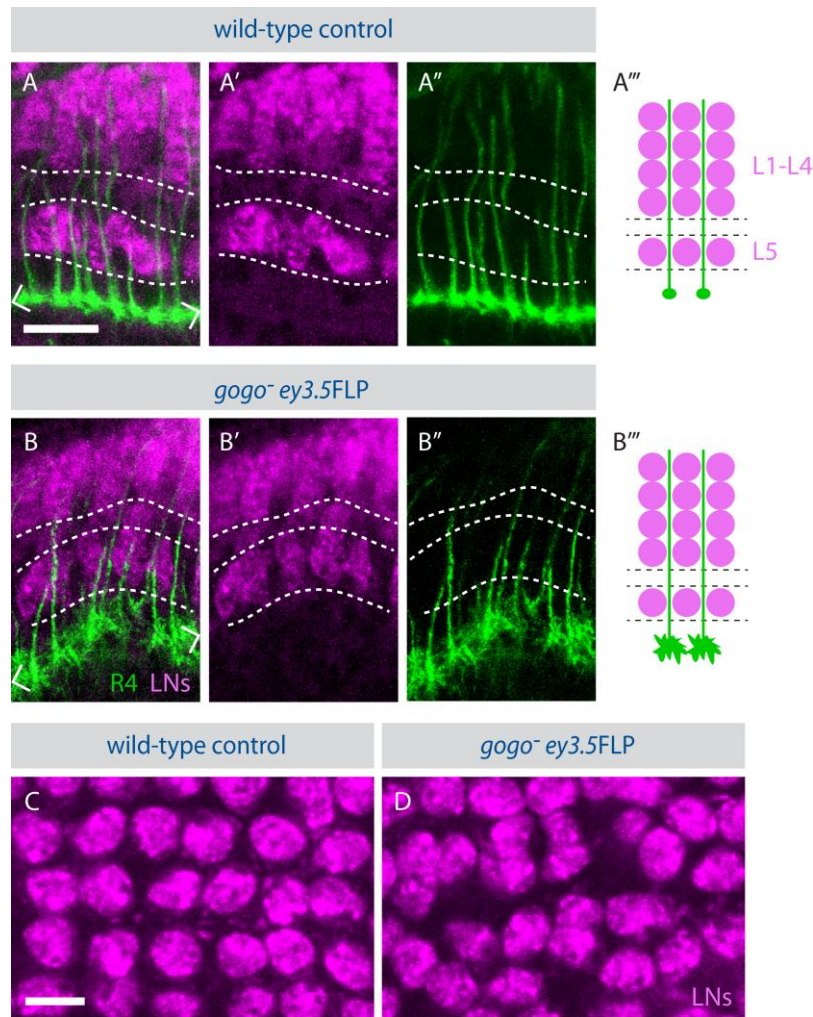 wild-type control
A
A′
A″
A‴
L1-L4
L5
gogo⁻ ey3.5FLP
B
B′
B″
B‴
R4 LNs
wild-type control
gogo⁻ ey3.5FLP
C
D
LNs